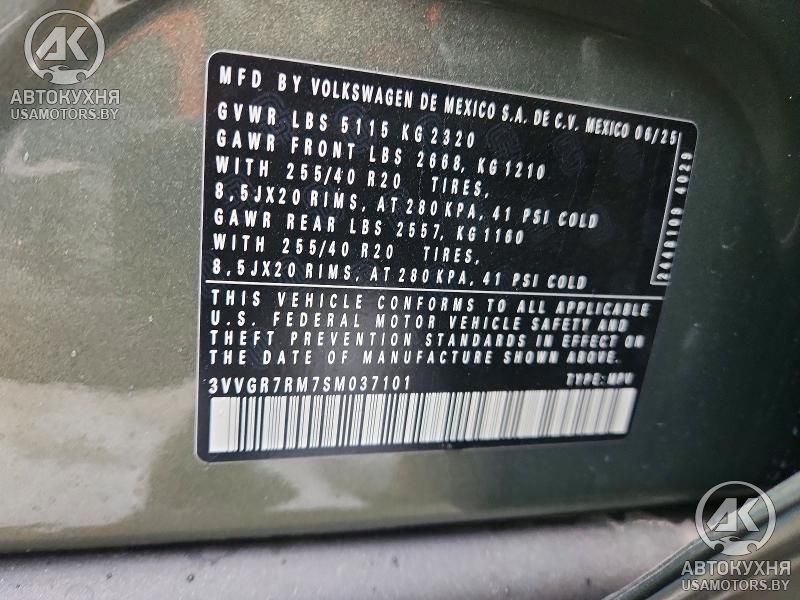 АК
АВТОКУХНЯ
USAMOTORS.BY
MFD BY VOLKSWAGEN DE MEXICO S.A. DE C.V. MEXICO 06/25
GVWR LBS 5115 KG 2320
GAWR FRONT LBS 2668, KG 1210
WITH 255/40 R20 TIRES,
8,5JX20 RIMS, AT 280 KPA, 41 PSI COLD
GAWR REAR LBS 2557, KG 1160
WITH 255/40 R20 TIRES,
8,5JX20 RIMS, AT 280 KPA, 41 PSI COLD
THIS VEHICLE CONFORMS TO ALL APPLICABLE
U.S. FEDERAL MOTOR VEHICLE SAFETY AND
THEFT PREVENTION STANDARDS IN EFFECT ON
THE DATE OF MANUFACTURE SHOWN ABOVE.
3VVGR7RM7SM037101 TYPE: MPV
АК
АВТОКУХНЯ
USAMOTORS.BY